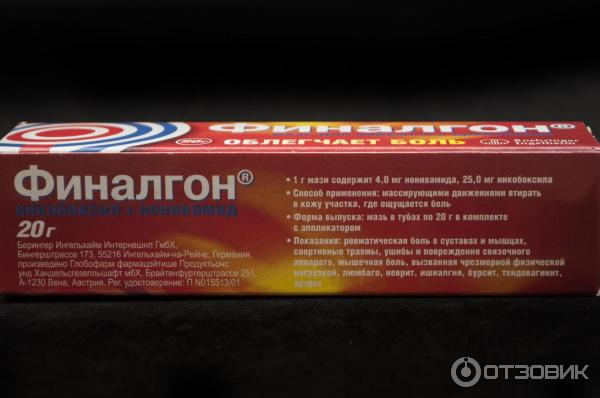 Финалгон®
ОБЛЕГЧАЕТ БОЛЬ
Boehringer
Ingelheim
Финалгон®
никобоксил + нонивамид
20 г
Берингер Ингельхайм Интернешнл ГмбХ,
Бингерштрассе 173, 55216 Ингельхайм-на-Рейне, Германия,
произведено Глобофарм фармацойтише Продуктьонс
унд Хандельсгезельшафт мбХ, Брайтенфуртерштрассе 251,
А-1230 Вена, Австрия. Рег. удостоверение: П N015513/01
• 1 г мази содержит 4,0 мг нонивамида, 25,0 мг никобоксила
• Способ применения: массирующими движениями втирать
в кожу участка, где ощущается боль
• Форма выпуска: мазь в тубах по 20 г в комплекте
с аппликатором
• Показания: ревматическая боль в суставах и мышцах,
спортивные травмы, ушибы и повреждения связочного
аппарата, мышечная боль, вызванная чрезмерной физической
нагрузкой, люмбаго, неврит, ишиалгия, бурсит, тендовагинит,
артрит
ОТЗОВИК